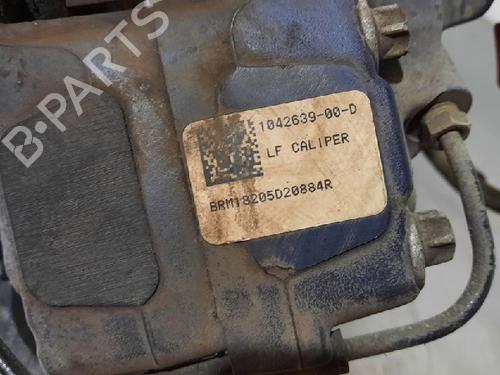 1042639-00-D
LF CALIPER
BRM18205D20884R
B-PARTS